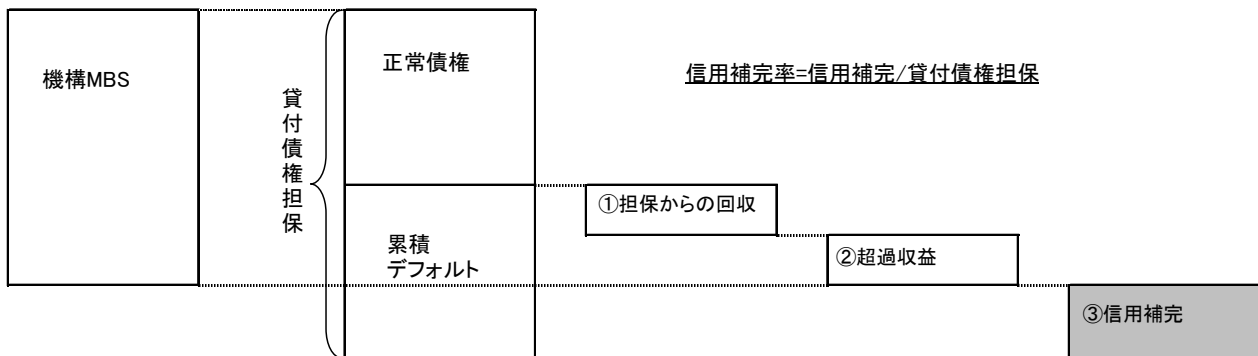 機構MBS
貸付債権担保
正常債権
信用補完率=信用補完/貸付債権担保
①担保からの回収
累積
デフォルト
②超過収益
③信用補完